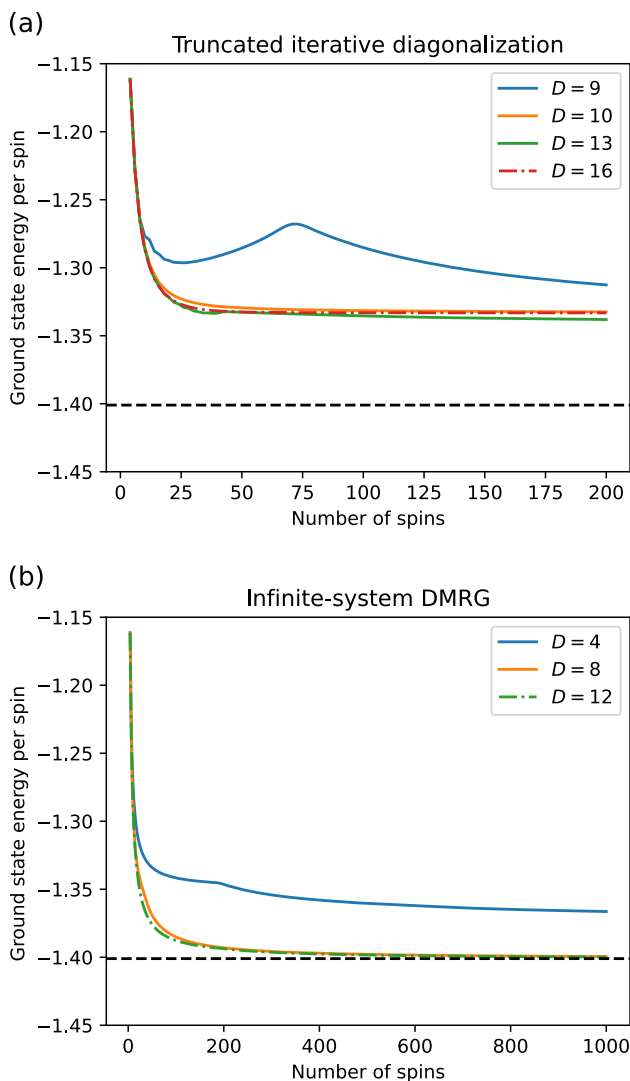 (a)
Truncated iterative diagonalization
Ground state energy per spin
−1.15
−1.20
−1.25
−1.30
−1.35
−1.40
−1.45
D = 9
D = 10
D = 13
D = 16
0 25 50 75 100 125 150 175 200
Number of spins
(b)
Infinite-system DMRG
Ground state energy per spin
−1.15
−1.20
−1.25
−1.30
−1.35
−1.40
−1.45
D = 4
D = 8
D = 12
0 200 400 600 800 1000
Number of spins